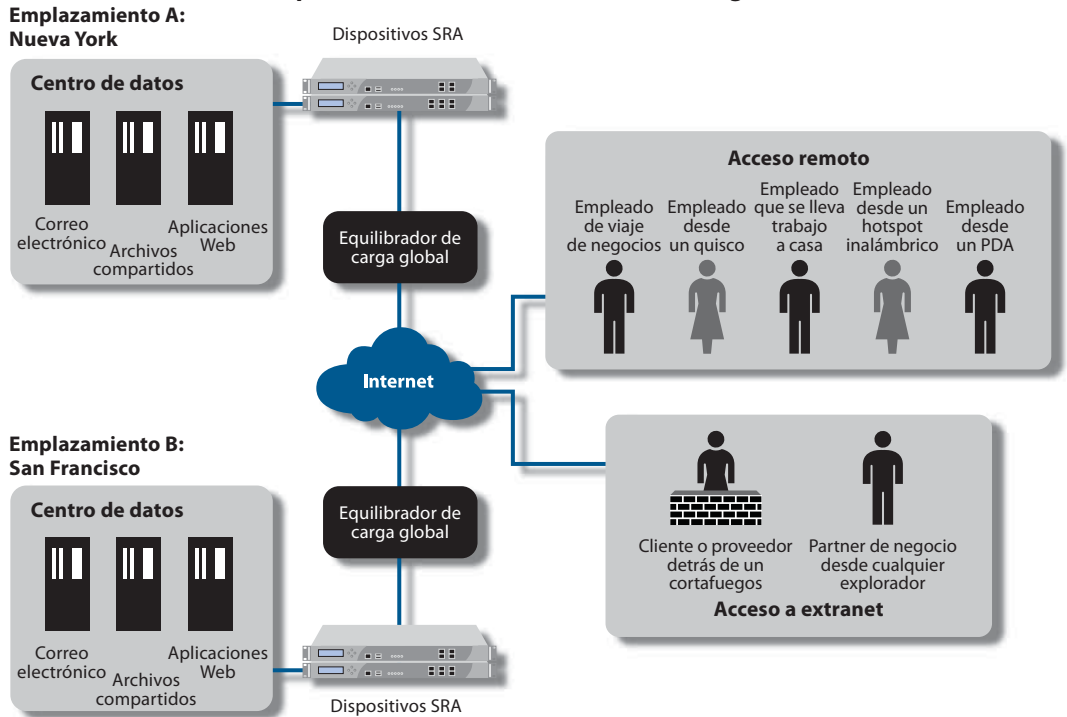 Emplazamiento A:
Nueva York
Dispositivos SRA
Centro de datos
Correo
electrónico
Archivos
compartidos
Aplicaciones
Web
Equilibrador de
carga global
Internet
Acceso remoto
Empleado
de viaje
de negocios
Empleado
desde
un quisco
Empleado
que se lleva
trabajo
a casa
Empleado
desde un
hotspot
inalámbrico
Empleado
desde
un PDA
Emplazamiento B:
San Francisco
Centro de datos
Correo
electrónico
Archivos
compartidos
Aplicaciones
Web
Equilibrador de
carga global
Dispositivos SRA
Cliente o proveedor
detrás de un
cortafuegos
Partner de negocio
desde cualquier
explorador
Acceso a extranet